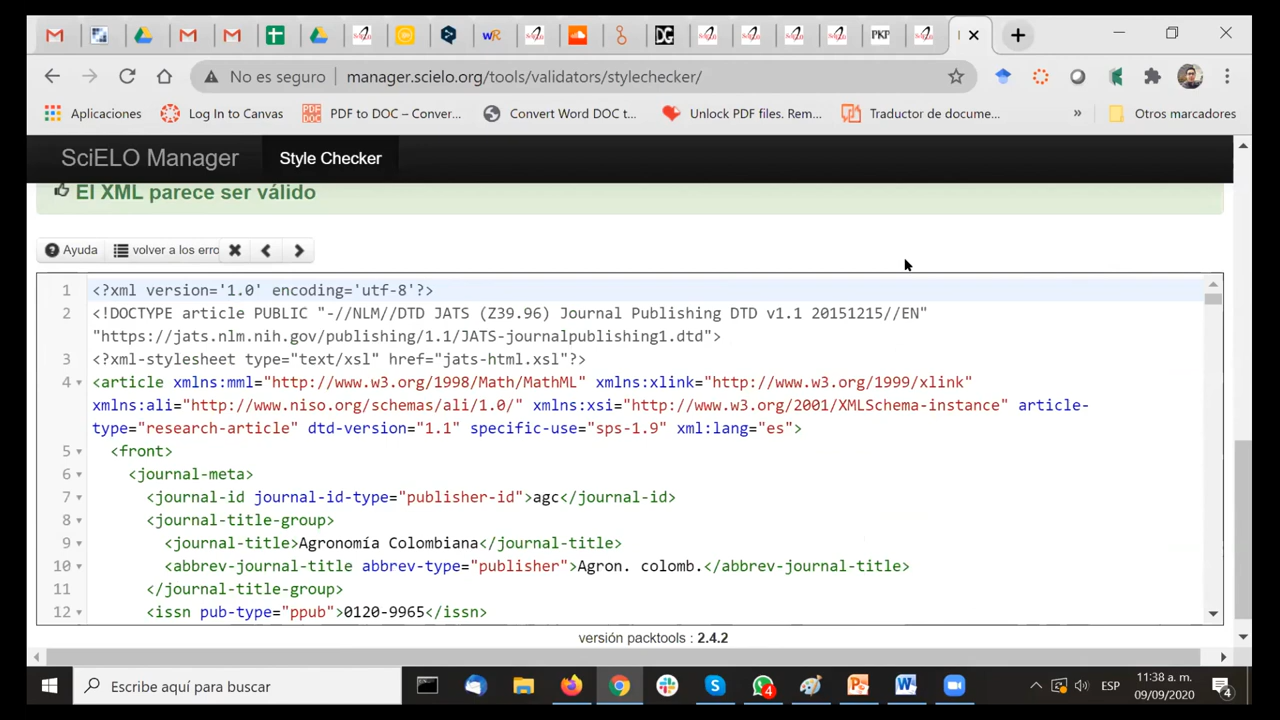 DC
PKP
No es seguro
manager.scielo.org/tools/validators/stylechecker/
Aplicaciones
Log In to Canvas
PDF to DOC – Conver...
Convert Word DOC t...
Unlock PDF files. Rem...
Traductor de docume...
»
Otros marcadores
SciELO Manager
Style Checker
El XML parece ser válido
Ayuda
volver a los erro
1 <?xml version='1.0' encoding='utf-8'?>
2 <!DOCTYPE article PUBLIC "-//NLM//DTD JATS (Z39.96) Journal Publishing DTD v1.1 20151215//EN"
"https://jats.nlm.nih.gov/publishing/1.1/JATS-journalpublishing1.dtd">
3 <?xml-stylesheet type="text/xsl" href="jats-html.xsl"?>
4 <article xmlns:mml="http://www.w3.org/1998/Math/MathML" xmlns:xlink="http://www.w3.org/1999/xlink"
xmlns:ali="http://www.niso.org/schemas/ali/1.0/" xmlns:xsi="http://www.w3.org/2001/XMLSchema-instance" article-
type="research-article" dtd-version="1.1" specific-use="sps-1.9" xml:lang="es">
5 <front>
6 <journal-meta>
7 <journal-id journal-id-type="publisher-id">agc</journal-id>
8 <journal-title-group>
9 <journal-title>Agronomía Colombiana</journal-title>
10 <abbrev-journal-title abbrev-type="publisher">Agron. colomb.</abbrev-journal-title>
11 </journal-title-group>
12 <issn pub-type="ppub">0120-9965</issn>
versión packtools : 2.4.2
Escribe aquí para buscar
4
ESP
11:38 a. m.
09/09/2020
4